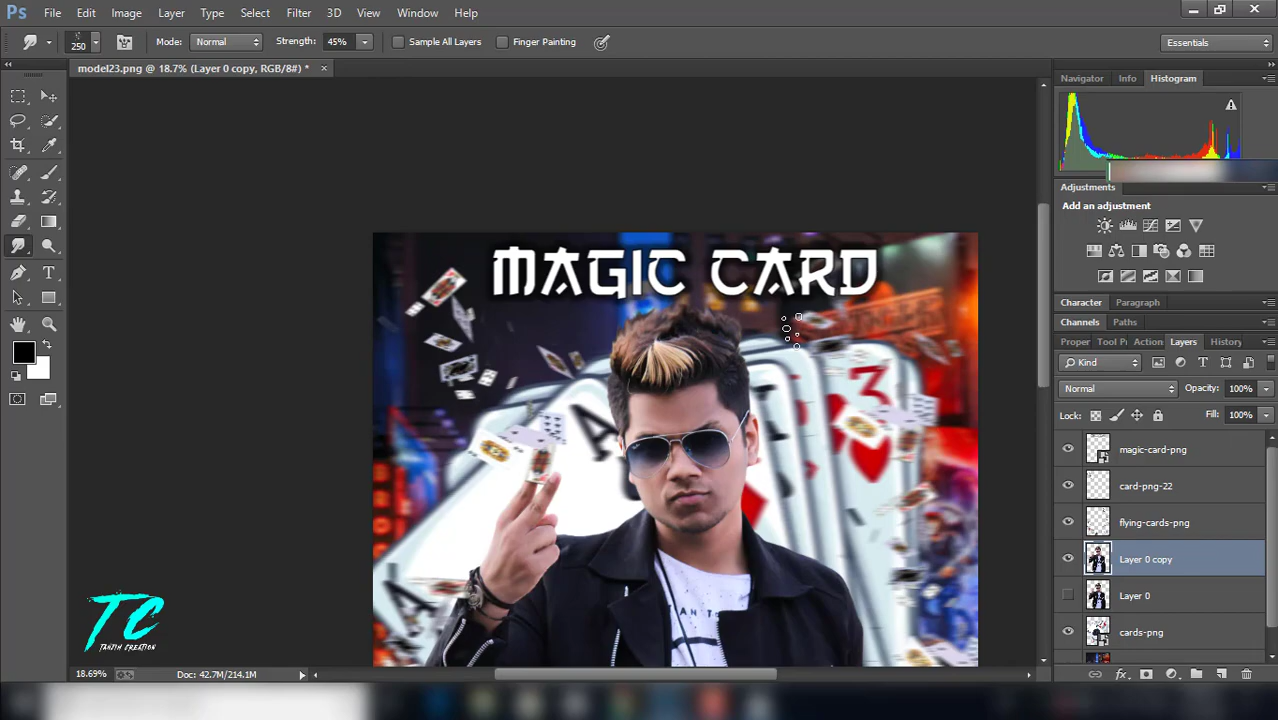 Ps File Edit Image Layer Type Select Filter 3D View Window Help
250 Mode: Normal Strength: 45% Sample All Layers Finger Painting Essentials
model23.png @ 18.7% (Layer 0 copy, RGB/8#) * ×
Navigator Info Histogram
Adjustments
Add an adjustment
Character Paragraph
Channels Paths
Proper Tool Pr Action Layers History
Kind
Normal Opacity: 100%
Lock: Fill: 100%
magic-card-png
card-png-22
flying-cards-png
Layer 0 copy
Layer 0
cards-png
MAGIC CARD
A
3
A
TC
TANZIH CREATION
18.69% Doc: 42.7M/214.1M